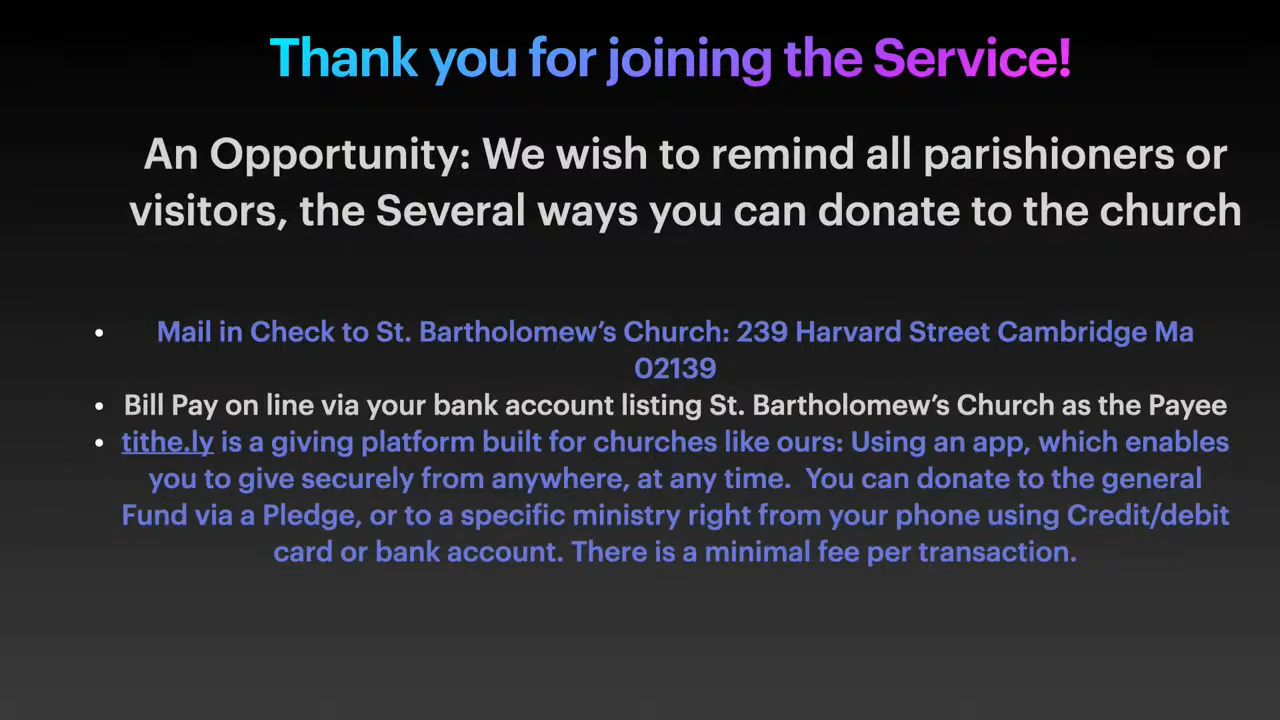 Thank you for joining the Service!
An Opportunity: We wish to remind all parishioners or
visitors, the Several ways you can donate to the church
• Mail in Check to St. Bartholomew’s Church: 239 Harvard Street Cambridge Ma
02139
• Bill Pay on line via your bank account listing St. Bartholomew’s Church as the Payee
• tithe.ly is a giving platform built for churches like ours: Using an app, which enables
you to give securely from anywhere, at any time.  You can donate to the general
Fund via a Pledge, or to a specific ministry right from your phone using Credit/debit
card or bank account. There is a minimal fee per transaction.